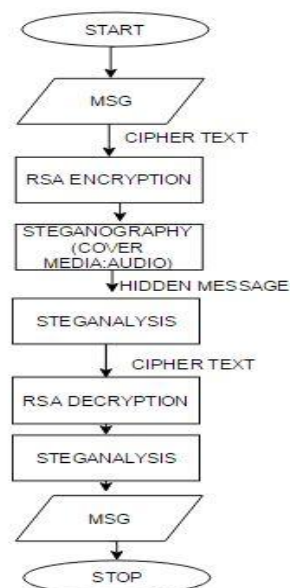 START
MSG
CIPHER TEXT
RSA ENCRYPTION
STEGANOGRAPHY
(COVER
MEDIA:AUDIO)
HIDDEN MESSAGE
STEGANALYSIS
CIPHER TEXT
RSA DECRYPTION
STEGANALYSIS
MSG
STOP